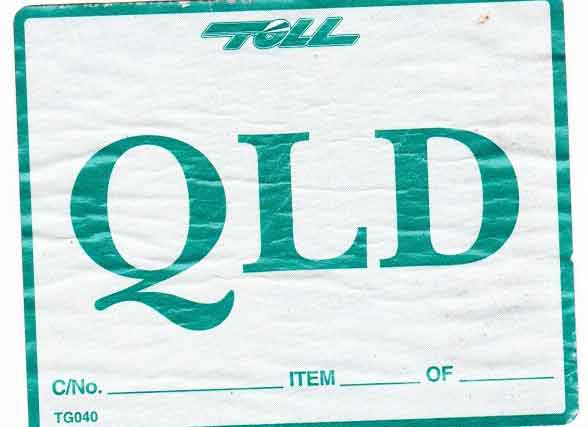 TOLL
QLD
C/No. ITEM OF
TG040